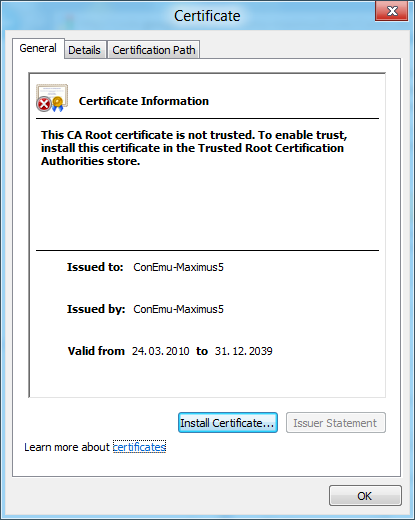 Certificate
General Details Certification Path
Certificate Information
This CA Root certificate is not trusted. To enable trust,
install this certificate in the Trusted Root Certification
Authorities store.
Issued to: ConEmu-Maximus5
Issued by: ConEmu-Maximus5
Valid from 24.03.2010 to 31.12.2039
Install Certificate... Issuer Statement
Learn more about certificates
OK